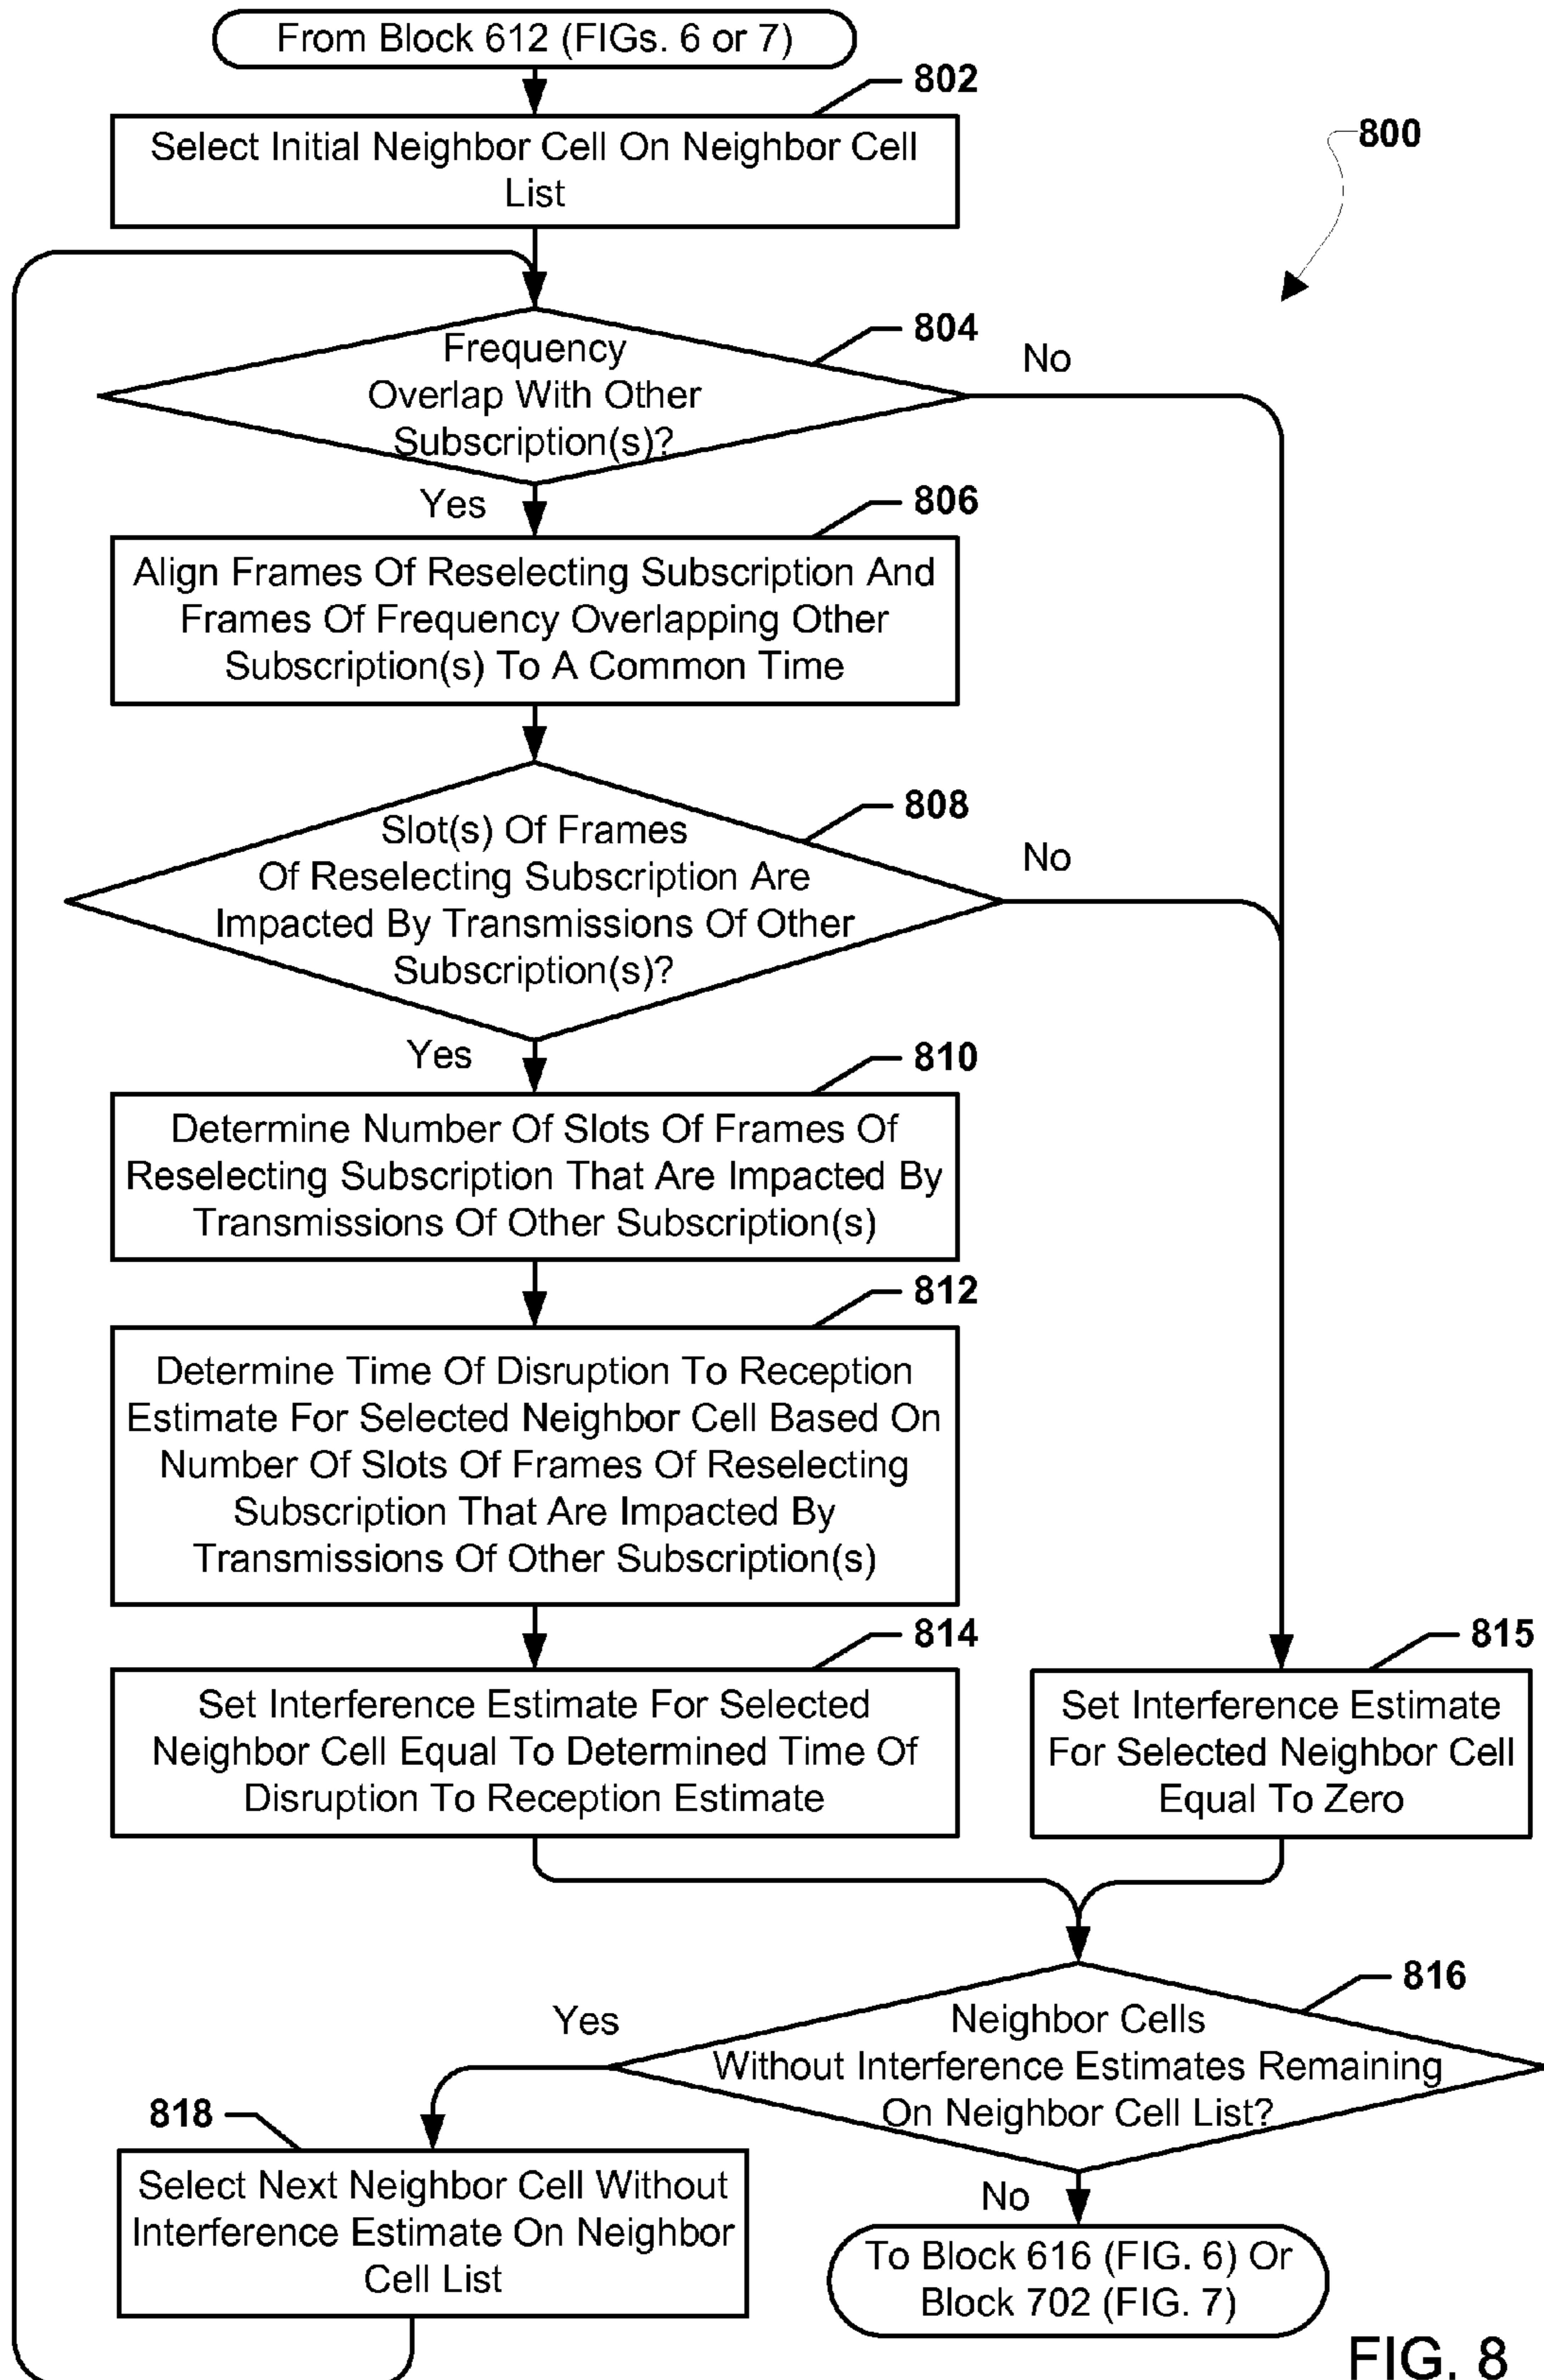 From Block 612 (FIGs. 6 or 7)
802
Select Initial Neighbor Cell On Neighbor Cell
List
800
804
Frequency
Overlap With Other
Subscription(s)?
No
Yes
806
Align Frames Of Reselecting Subscription And
Frames Of Frequency Overlapping Other
Subscription(s) To A Common Time
808
Slot(s) Of Frames
Of Reselecting Subscription Are
Impacted By Transmissions Of Other
Subscription(s)?
No
Yes
810
Determine Number Of Slots Of Frames Of
Reselecting Subscription That Are Impacted By
Transmissions Of Other Subscription(s)
812
Determine Time Of Disruption To Reception
Estimate For Selected Neighbor Cell Based On
Number Of Slots Of Frames Of Reselecting
Subscription That Are Impacted By
Transmissions Of Other Subscription(s)
814
Set Interference Estimate For Selected
Neighbor Cell Equal To Determined Time Of
Disruption To Reception Estimate
815
Set Interference Estimate
For Selected Neighbor Cell
Equal To Zero
816
Neighbor Cells
Without Interference Estimates Remaining
On Neighbor Cell List?
Yes
818
Select Next Neighbor Cell Without
Interference Estimate On Neighbor
Cell List
No
To Block 616 (FIG. 6) Or
Block 702 (FIG. 7)
FIG. 8